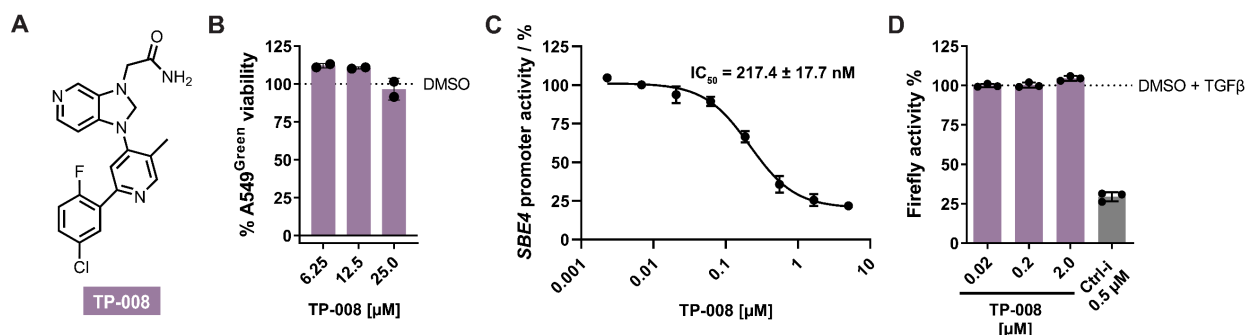 A
O
NH₂
N
N
N
F
N
Cl
TP-008
B
% A549^Green viability
125
100
75
50
25
0
DMSO
6.25
12.5
25.0
TP-008 [µM]
C
SBE4 promoter activity / %
125
100
75
50
25
0
IC₅₀ = 217.4 ± 17.7 nM
0.001
0.01
0.1
1
10
TP-008 [µM]
D
Firefly activity %
125
100
75
50
25
0
DMSO + TGFβ
0.02
0.2
2.0
Ctrl-i
0.5 µM
TP-008
[µM]